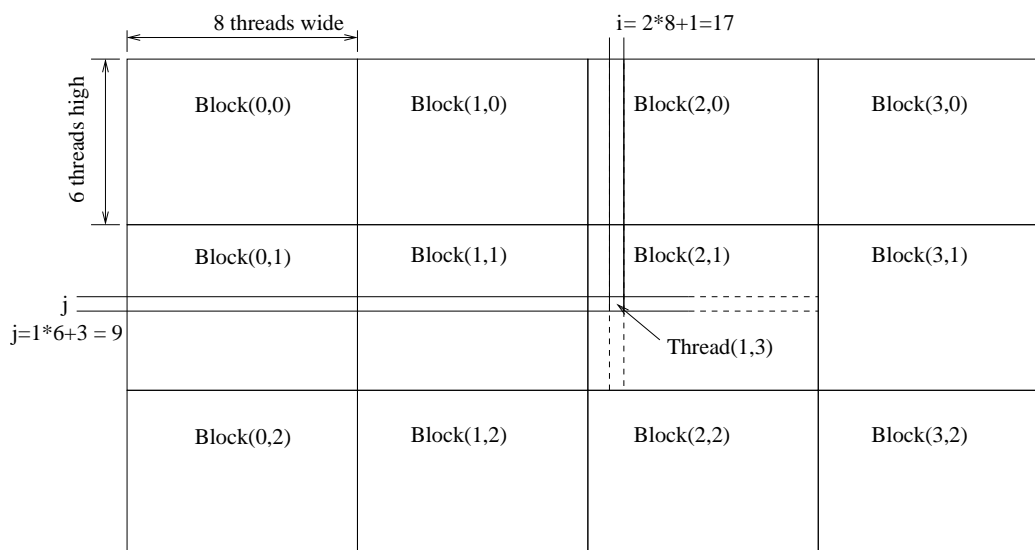 8 threads wide
i= 2*8+1=17
6 threads high
Block(0,0)
Block(1,0)
Block(2,0)
Block(3,0)
Block(0,1)
Block(1,1)
Block(2,1)
Block(3,1)
j
j=1*6+3 = 9
Thread(1,3)
Block(0,2)
Block(1,2)
Block(2,2)
Block(3,2)